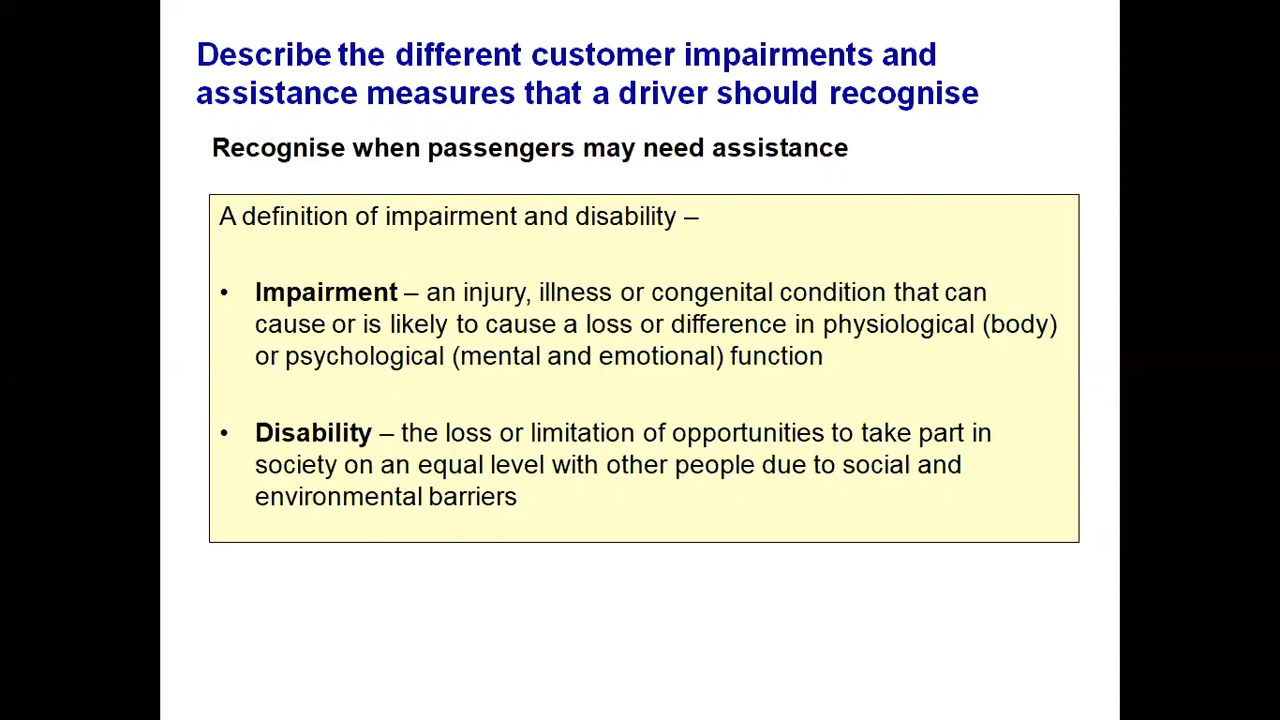 Describe the different customer impairments and
assistance measures that a driver should recognise
Recognise when passengers may need assistance
A definition of impairment and disability –
• Impairment – an injury, illness or congenital condition that can
cause or is likely to cause a loss or difference in physiological (body)
or psychological (mental and emotional) function
• Disability – the loss or limitation of opportunities to take part in
society on an equal level with other people due to social and
environmental barriers